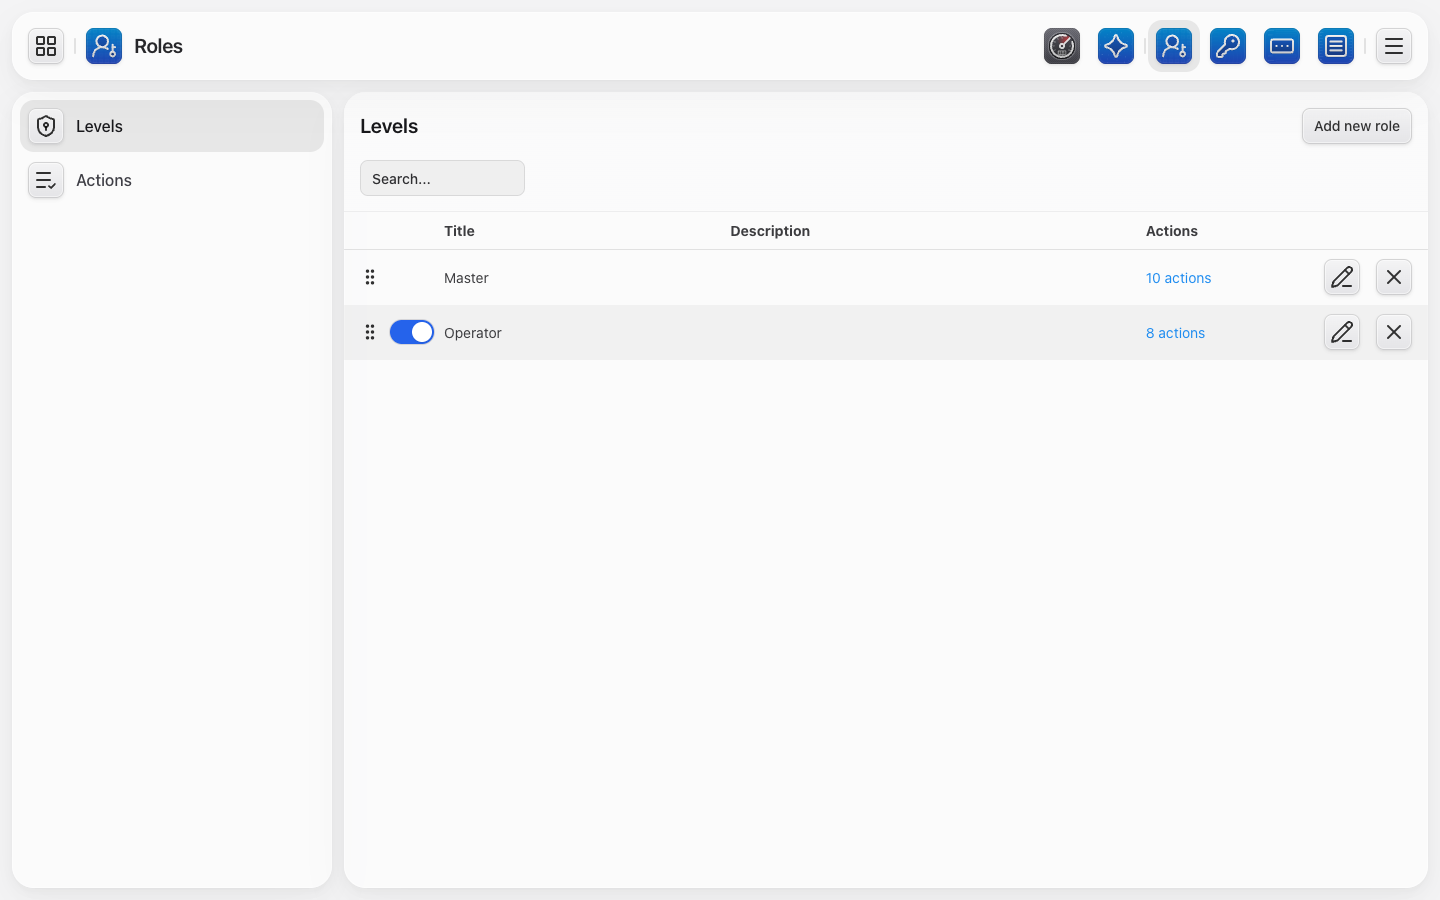 Roles
Levels
Actions
Levels
Add new role
Search...
Title Description Actions
Master 10 actions
Operator 8 actions